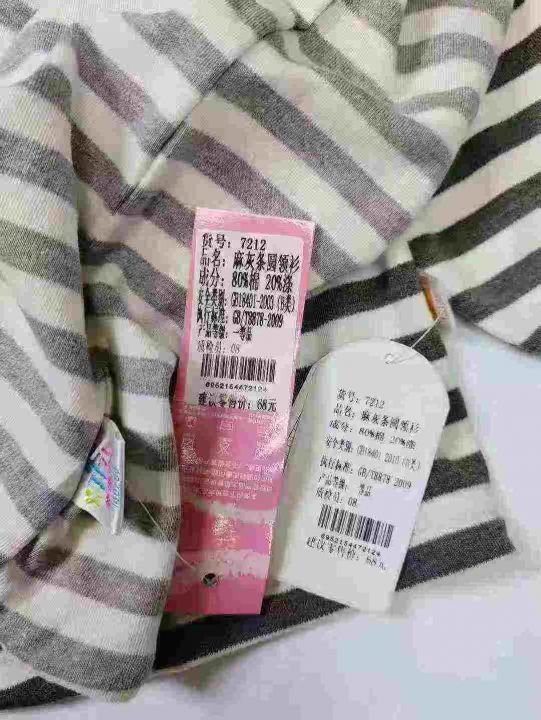 货号: 7212
品名: 麻灰条圆领衫
成分: 80%棉 20%涤
安全类别: GB18401-2003 (B类)
执行标准: GB/T8878-2009
产品等级: 一等品
质检员: 08
6952154472124
建议零售价: 68元
货号: 7212
品名: 麻灰条圆领衫
成分: 80%棉 20%涤
安全类别: GB18401-2010 (B类)
执行标准: GB/T8878-2009
产品等级: 一等品
质检员: 08
6952154472124
建议零售价: 68元